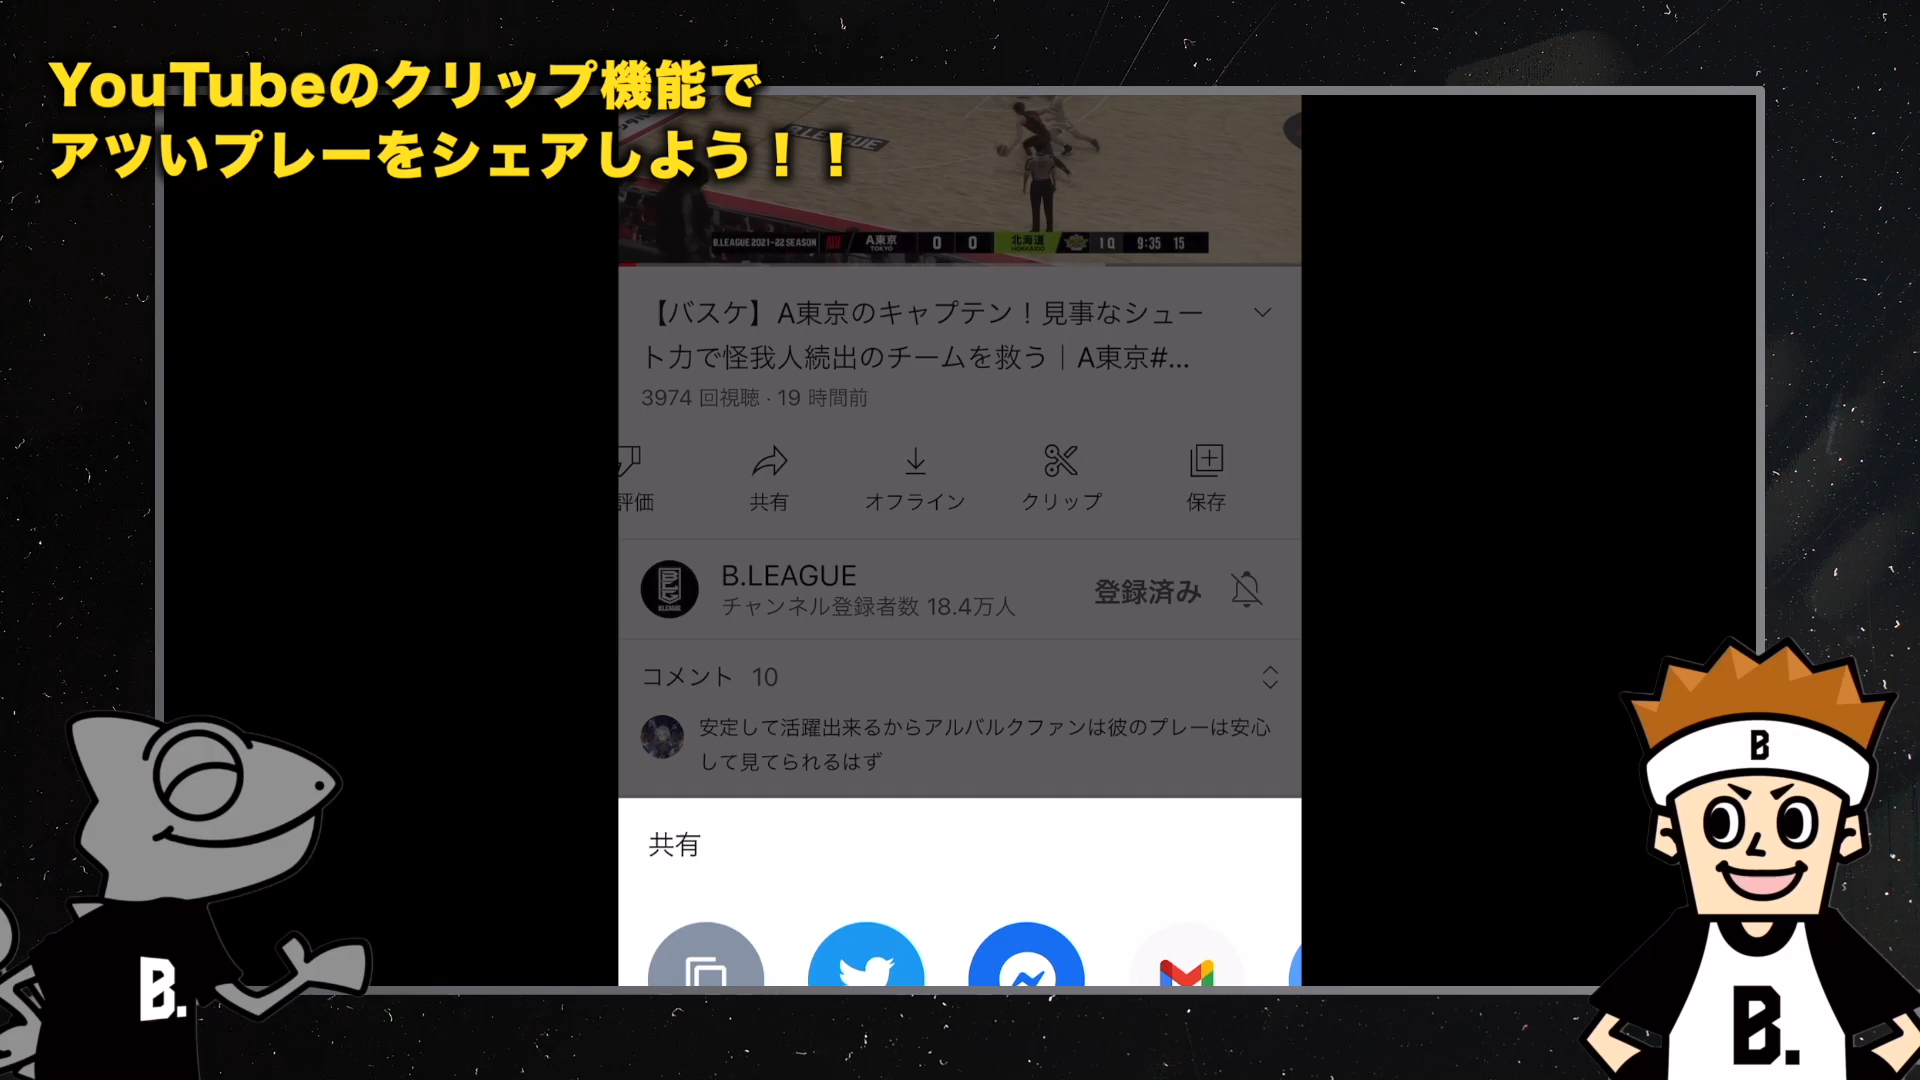 YouTubeのクリップ機能で
アツいプレーをシェアしよう！！
B.LEAGUE 2021-22 SEASON A東京 TOKYO 0 0 北海道 HOKKAIDO 1Q 9:35 15
【バスケ】A東京のキャプテン！見事なシュー
ト力で怪我人続出のチームを救う｜A東京#...
3974 回視聴 · 19 時間前
評価 共有 オフライン クリップ 保存
B.LEAGUE
チャンネル登録者数 18.4万人
登録済み
コメント 10
安定して活躍出来るからアルバルクファンは彼のプレーは安心
して見てられるはず
共有
B
B.
B.